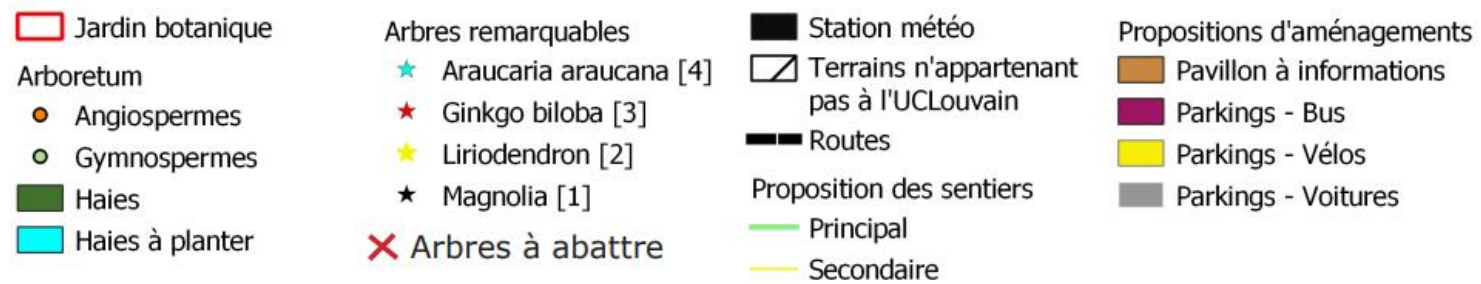 Jardin botanique
Arboretum
Angiospermes
Gymnospermes
Haies
Haies à planter
Arbres remarquables
Araucaria araucana [4]
Ginkgo biloba [3]
Liriodendron [2]
Magnolia [1]
Arbres à abattre
Station météo
Terrains n'appartenant
pas à l'UCLouvain
Routes
Proposition des sentiers
Principal
Secondaire
Propositions d'aménagements
Pavillon à informations
Parkings - Bus
Parkings - Vélos
Parkings - Voitures